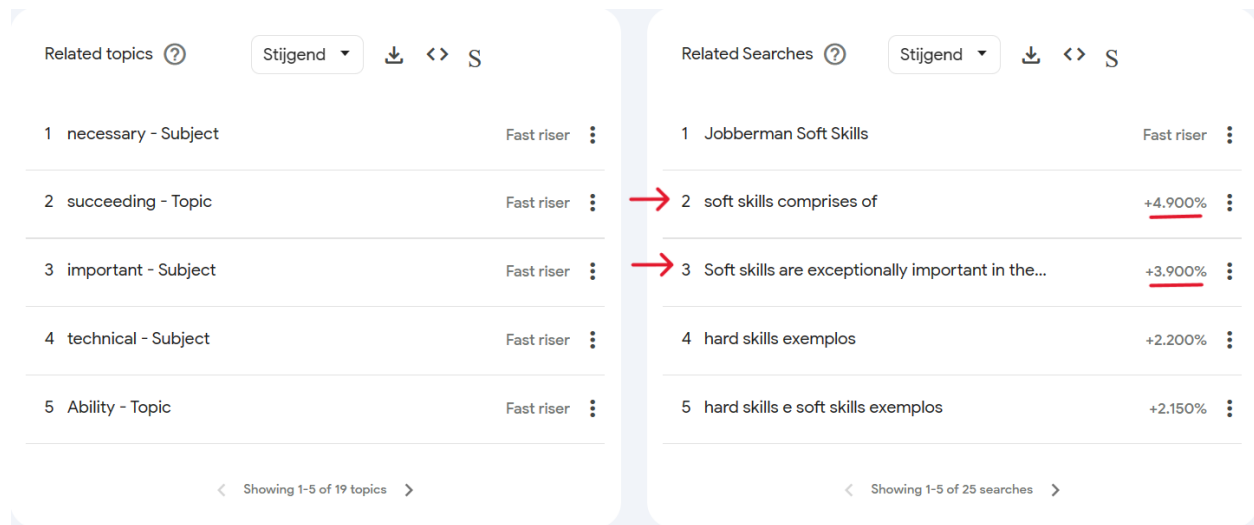 Related topics
Stijgend
S
1 necessary - Subject Fast riser
2 succeeding - Topic Fast riser
3 important - Subject Fast riser
4 technical - Subject Fast riser
5 Ability - Topic Fast riser
Showing 1-5 of 19 topics
Related Searches
Stijgend
S
1 Jobberman Soft Skills Fast riser
2 soft skills comprises of +4.900%
3 Soft skills are exceptionally important in the... +3.900%
4 hard skills exemplos +2.200%
5 hard skills e soft skills exemplos +2.150%
Showing 1-5 of 25 searches